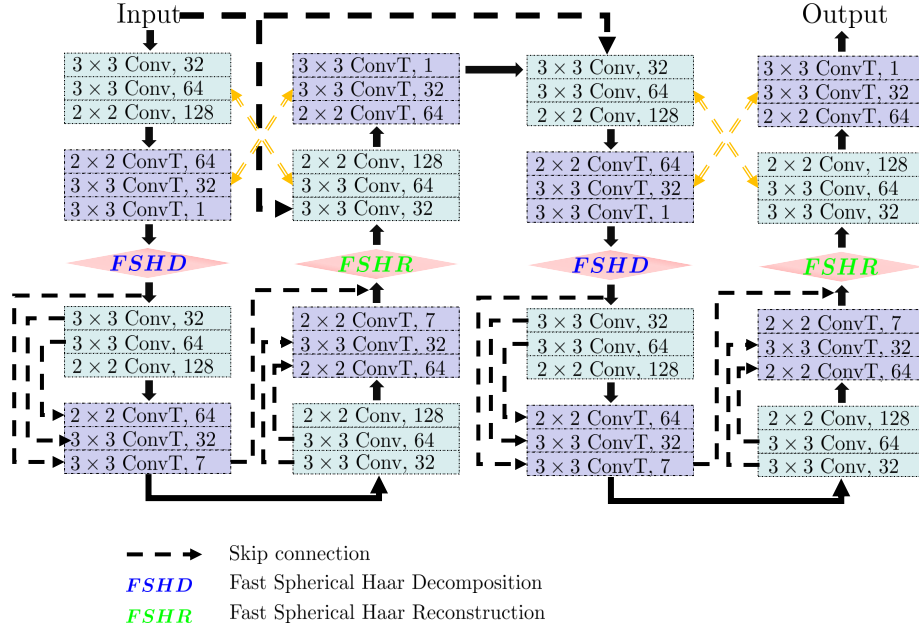 Input
3 × 3 Conv, 32
3 × 3 Conv, 64
2 × 2 Conv, 128
2 × 2 ConvT, 64
3 × 3 ConvT, 32
3 × 3 ConvT, 1
FSHD
3 × 3 Conv, 32
3 × 3 Conv, 64
2 × 2 Conv, 128
2 × 2 ConvT, 64
3 × 3 ConvT, 32
3 × 3 ConvT, 7
3 × 3 ConvT, 1
3 × 3 ConvT, 32
2 × 2 ConvT, 64
2 × 2 Conv, 128
3 × 3 Conv, 64
3 × 3 Conv, 32
FSHR
2 × 2 ConvT, 7
3 × 3 ConvT, 32
2 × 2 ConvT, 64
2 × 2 Conv, 128
3 × 3 Conv, 64
3 × 3 Conv, 32
3 × 3 Conv, 32
3 × 3 Conv, 64
2 × 2 Conv, 128
2 × 2 ConvT, 64
3 × 3 ConvT, 32
3 × 3 ConvT, 1
FSHD
3 × 3 Conv, 32
3 × 3 Conv, 64
2 × 2 Conv, 128
2 × 2 ConvT, 64
3 × 3 ConvT, 32
3 × 3 ConvT, 7
Output
3 × 3 ConvT, 1
3 × 3 ConvT, 32
2 × 2 ConvT, 64
2 × 2 Conv, 128
3 × 3 Conv, 64
3 × 3 Conv, 32
FSHR
2 × 2 ConvT, 7
3 × 3 ConvT, 32
2 × 2 ConvT, 64
2 × 2 Conv, 128
3 × 3 Conv, 64
3 × 3 Conv, 32
Skip connection
FSHD Fast Spherical Haar Decomposition
FSHR Fast Spherical Haar Reconstruction